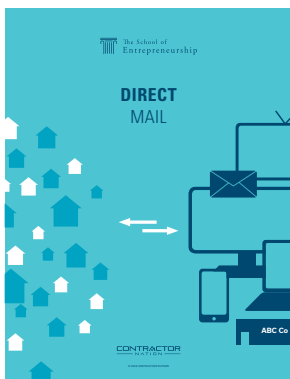 The School of
Entrepreneurship
DIRECT
MAIL
ABC Co
CONTRACTOR
NATION